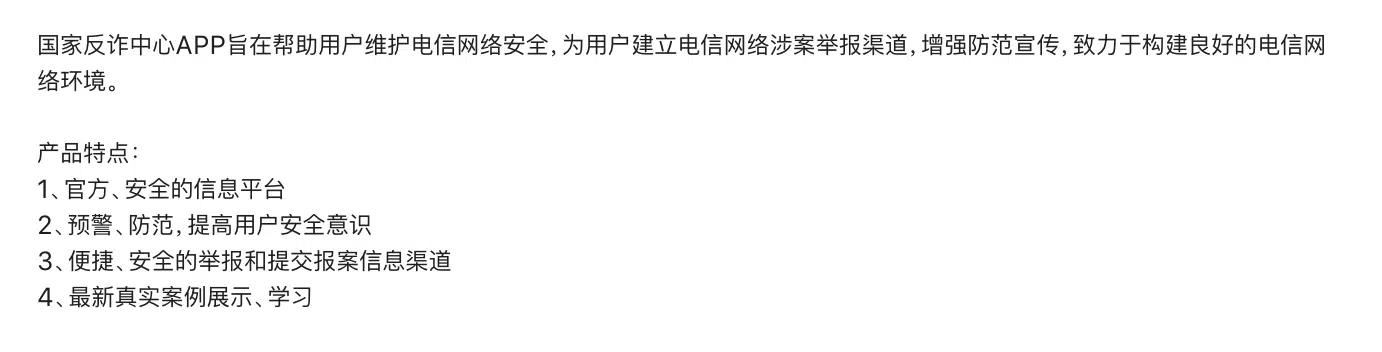 国家反诈中心APP旨在帮助用户维护电信网络安全，为用户建立电信网络涉案举报渠道，增强防范宣传，致力于构建良好的电信网
络环境。
产品特点：
1、官方、安全的信息平台
2、预警、防范，提高用户安全意识
3、便捷、安全的举报和提交报案信息渠道
4、最新真实案例展示、学习